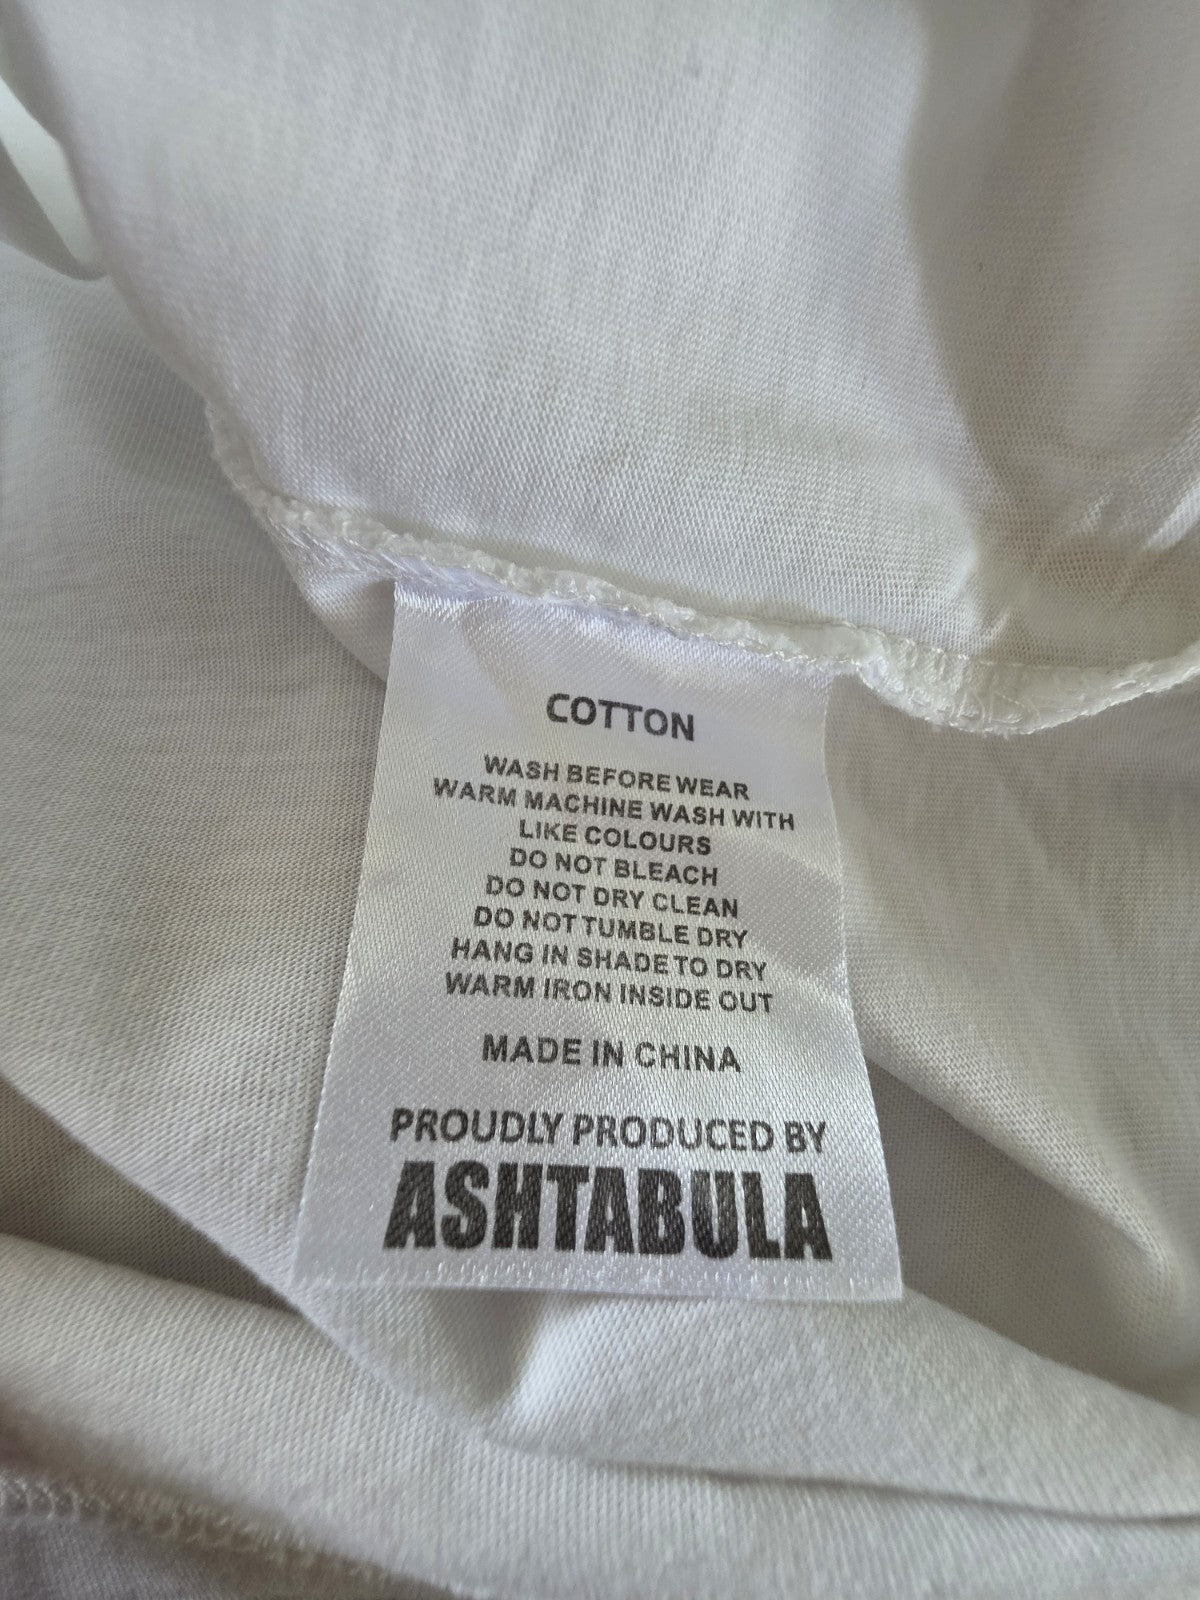 COTTON
WASH BEFORE WEAR
WARM MACHINE WASH WITH
LIKE COLOURS
DO NOT BLEACH
DO NOT DRY CLEAN
DO NOT TUMBLE DRY
HANG IN SHADE TO DRY
WARM IRON INSIDE OUT
MADE IN CHINA
PROUDLY PRODUCED BY
ASHTABULA